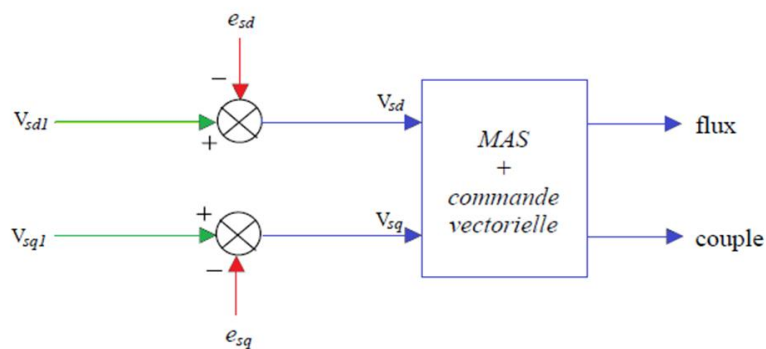 e_sd
−
V_sd1
+
V_sd
flux
MAS
+
commande
vectorielle
+
V_sq1
V_sq
couple
−
e_sq